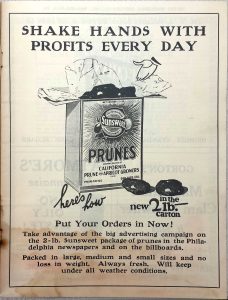 SHAKE HANDS WITH
PROFITS EVERY DAY
Sunsweet
PRUNES
CALIFORNIA
PRUNE and APRICOT GROWERS
here's how
in the
new 2 lb.
carton
Put Your Orders in Now!
Take advantage of the big advertising campaign on
the 2-lb. Sunsweet package of prunes in the Phila-
delphia newspapers and on the billboards.
Packed in large, medium and small sizes and no
loss in weight. Always fresh. Will keep
under all weather conditions.